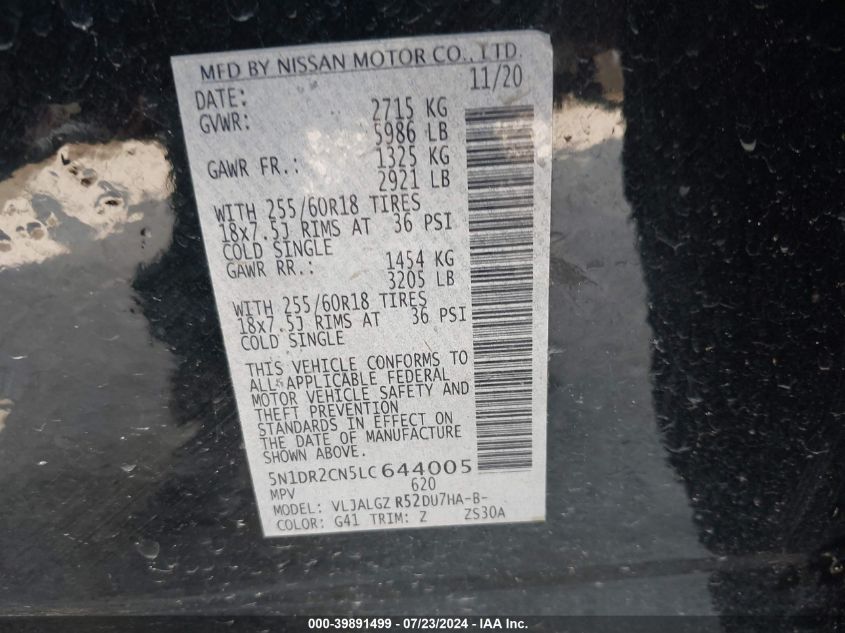 MFD BY NISSAN MOTOR CO., LTD.
DATE: 11/20
GVWR: 2715 KG
5986 LB
GAWR FR.: 1325 KG
2921 LB
WITH 255/60R18 TIRES
18x7.5J RIMS AT 36 PSI
COLD SINGLE
GAWR RR.: 1454 KG
3205 LB
WITH 255/60R18 TIRES
18x7.5J RIMS AT 36 PSI
COLD SINGLE
THIS VEHICLE CONFORMS TO
ALL APPLICABLE FEDERAL
MOTOR VEHICLE SAFETY AND
THEFT PREVENTION
STANDARDS IN EFFECT ON
THE DATE OF MANUFACTURE
SHOWN ABOVE.
5N1DR2CN5LC644005
MPV 620
MODEL: VLJALGZ R52DU7HA-B-
COLOR: G41 TRIM: Z ZS30A
000-39891499 / 07/23/2024 - IAA Inc.